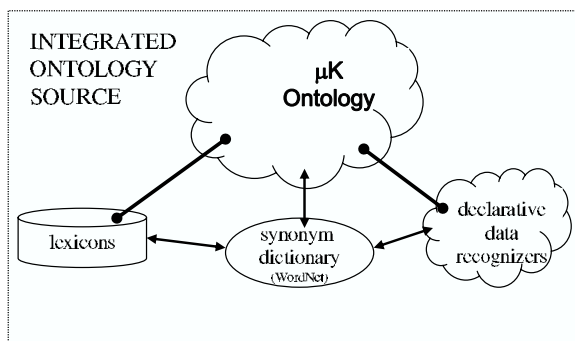 INTEGRATED
ONTOLOGY
SOURCE
μK
Ontology
lexicons
synonym
dictionary
(WordNet)
declarative
data
recognizers